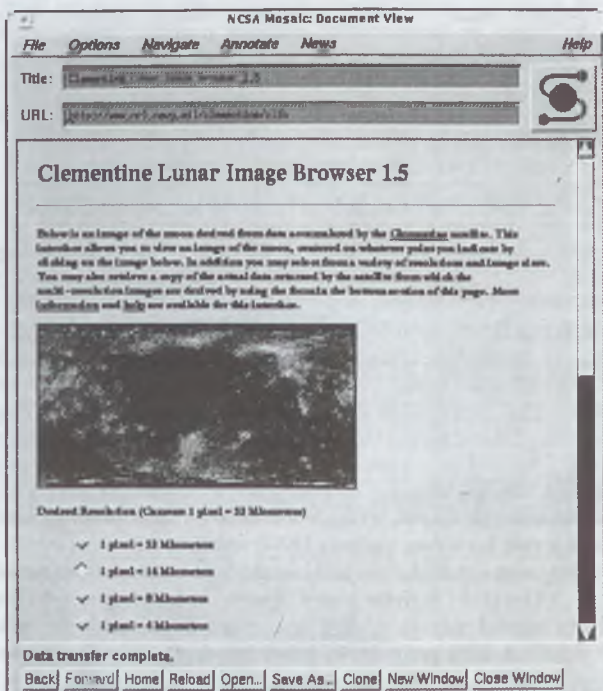 NCSA Mosaic: Document View
File Options Navigate Annotate News Help
Title: Clementine Lunar Image Browser 1.5
URL:
Clementine Lunar Image Browser 1.5
Below is an image of the moon derived from data accumulated by the Clementine satellite. This
interface allows you to view an image of the moon, centered on whatever point you indicate by
clicking on the image below. In addition you may select from a variety of resolutions and image sizes.
You may also retrieve a copy of the actual data returned by the satellite from which the
multi-resolution images are derived by using the form in the bottom section of this page. More
information and help are available for this interface.
Desired Resolution (Current: 1 pixel = 32 kilometers)
1 pixel = 32 kilometers
1 pixel = 16 kilometers
1 pixel = 8 kilometers
1 pixel = 4 kilometers
Data transfer complete.
Back Forward Home Reload Open... Save As... Clone New Window Close Window